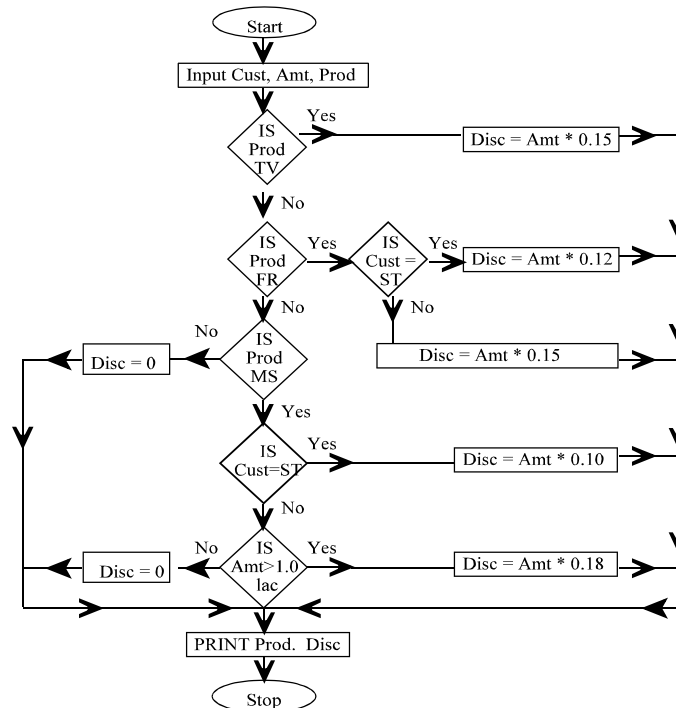 Start
Input Cust, Amt, Prod
Yes
IS
Prod
TV
Disc = Amt * 0.15
No
IS
Prod
FR
Yes
IS
Cust =
ST
Yes
Disc = Amt * 0.12
No
No
No
Disc = 0
IS
Prod
MS
Disc = Amt * 0.15
Yes
IS
Cust=ST
Yes
Disc = Amt * 0.10
No
Disc = 0
No
IS
Amt>1.0
lac
Yes
Disc = Amt * 0.18
PRINT Prod. Disc
Stop